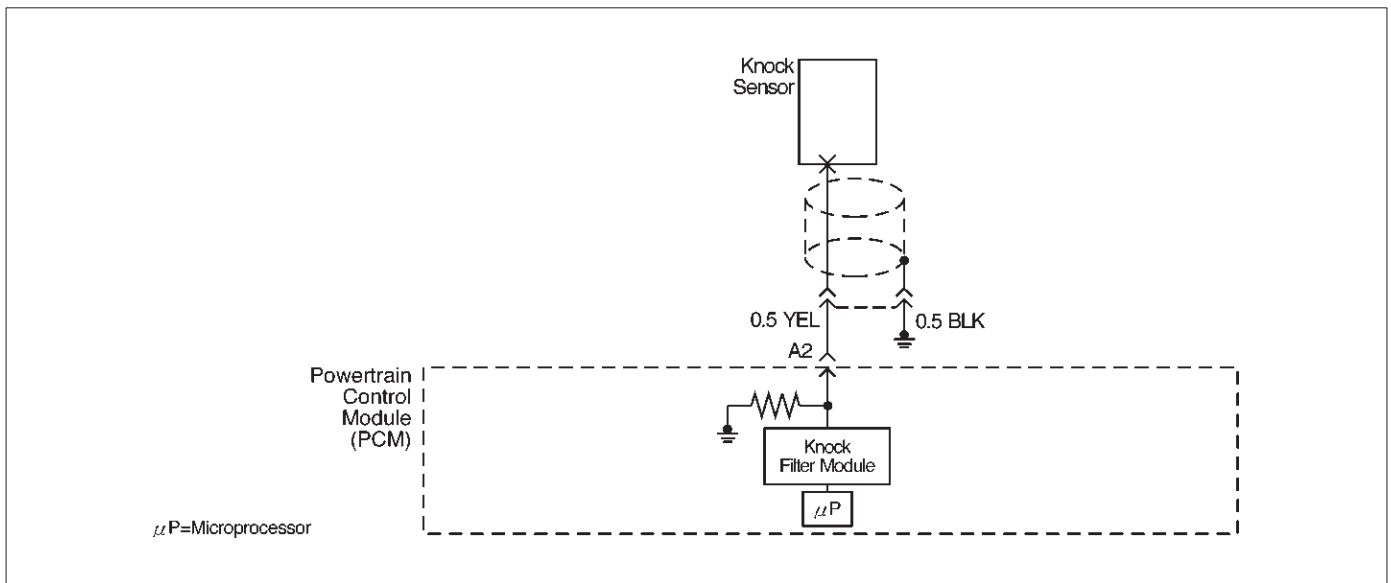 Knock
Sensor
0.5 YEL
0.5 BLK
A2
Powertrain
Control
Module
(PCM)
Knock
Filter Module
μP
μP=Microprocessor